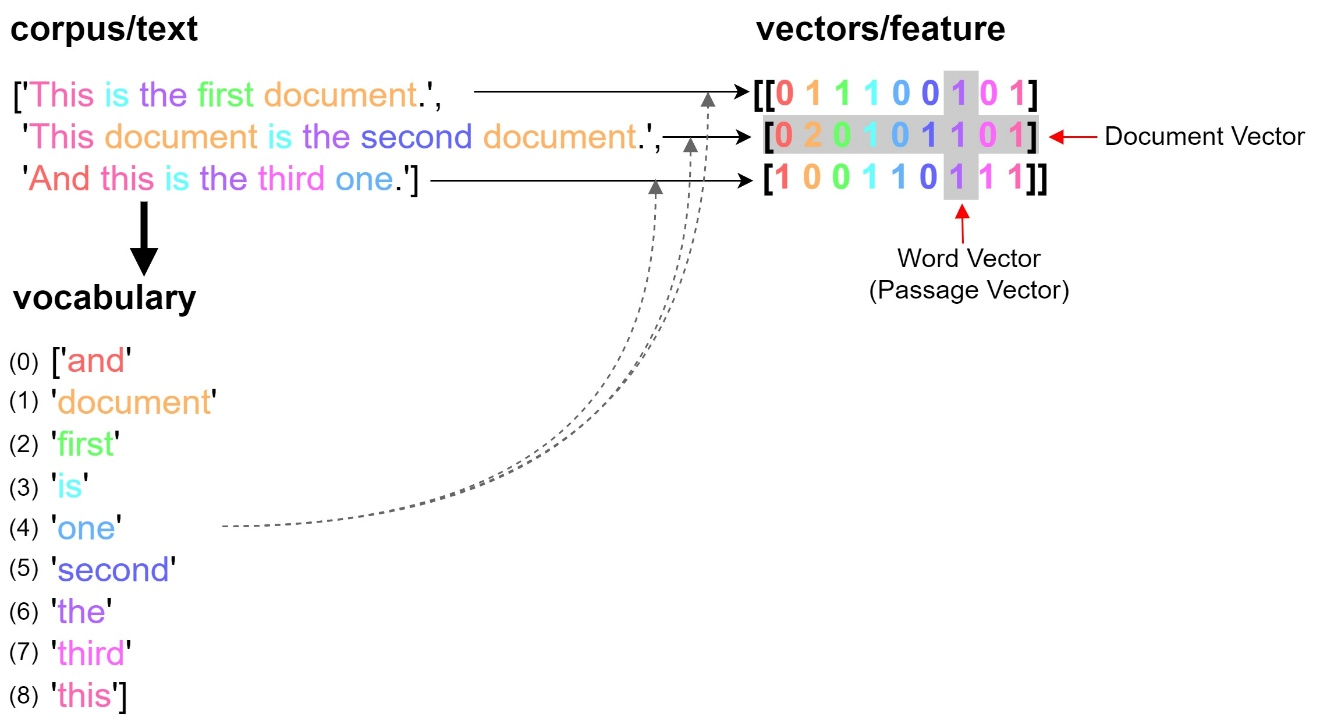 corpus/text
vectors/feature
['This is the first document.',
[[0 1 1 1 0 0 1 0 1]
'This document is the second document.',
[0 2 0 1 0 1 1 0 1]
Document Vector
'And this is the third one.']
[1 0 0 1 1 0 1 1 1]]
Word Vector
(Passage Vector)
vocabulary
(0) ['and'
(1) 'document'
(2) 'first'
(3) 'is'
(4) 'one'
(5) 'second'
(6) 'the'
(7) 'third'
(8) 'this']